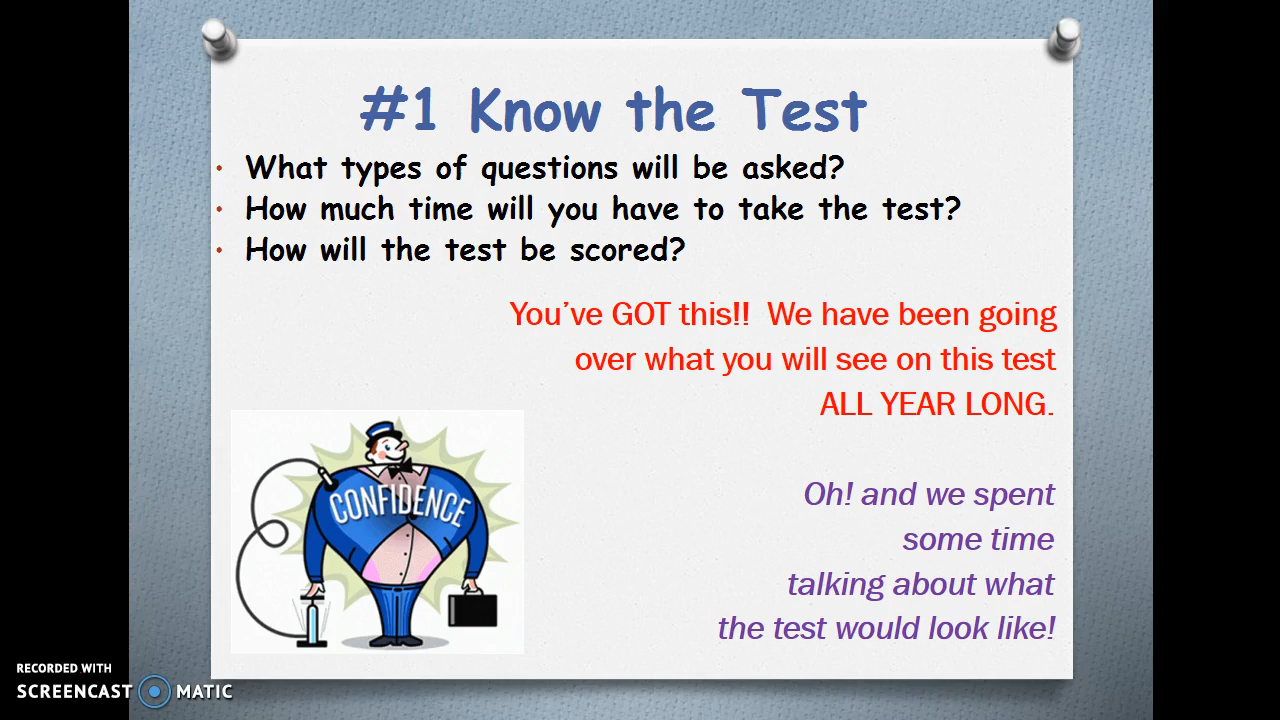 #1 Know the Test
• What types of questions will be asked?
• How much time will you have to take the test?
• How will the test be scored?
You’ve GOT this!!  We have been going
over what you will see on this test
ALL YEAR LONG.
Oh! and we spent
some time
talking about what
the test would look like!
CONFIDENCE
RECORDED WITH
SCREENCAST MATIC